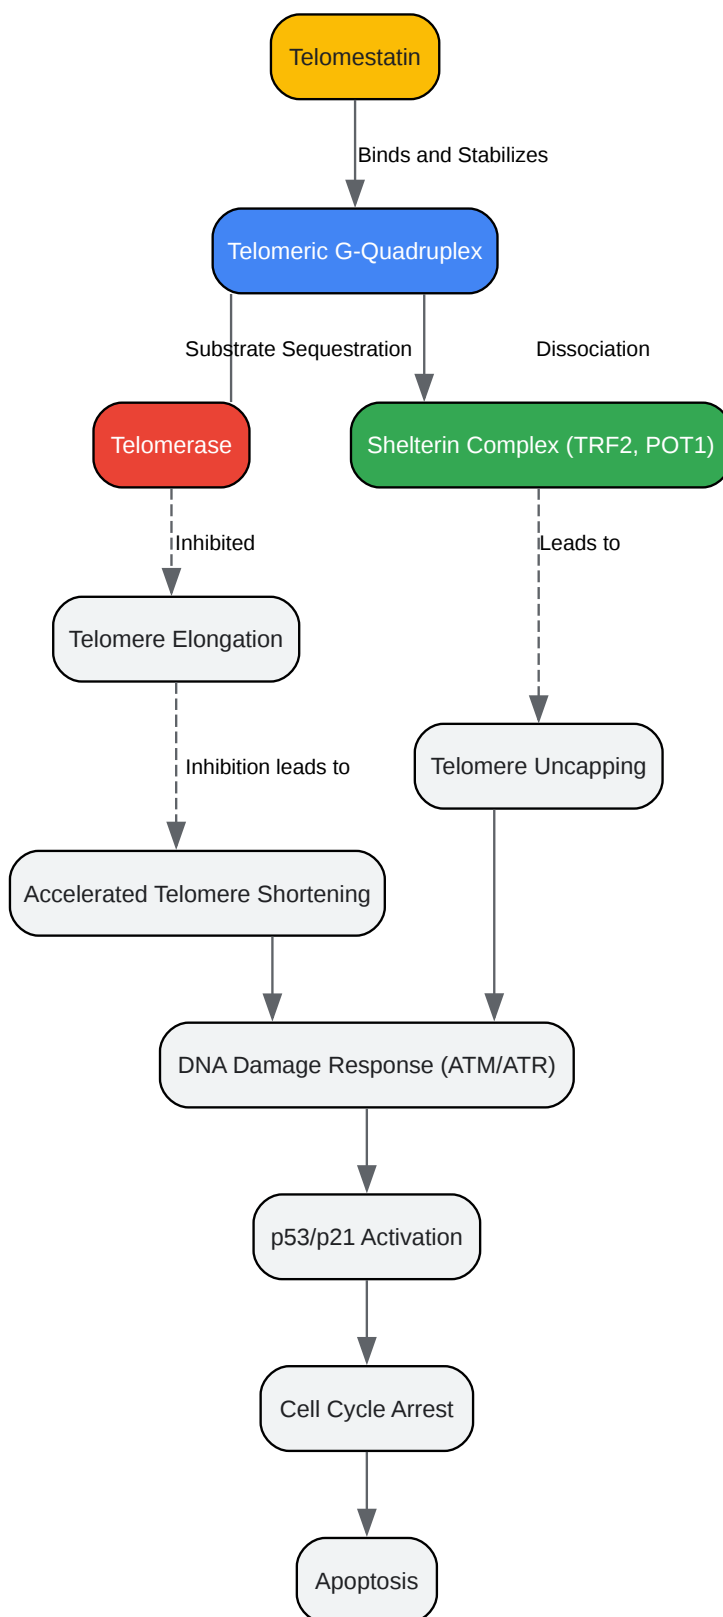 Telomestatin
Binds and Stabilizes
Telomeric G-Quadruplex
Substrate Sequestration
Dissociation
Telomerase
Shelterin Complex (TRF2, POT1)
Inhibited
Leads to
Telomere Elongation
Inhibition leads to
Telomere Uncapping
Accelerated Telomere Shortening
DNA Damage Response (ATM/ATR)
p53/p21 Activation
Cell Cycle Arrest
Apoptosis